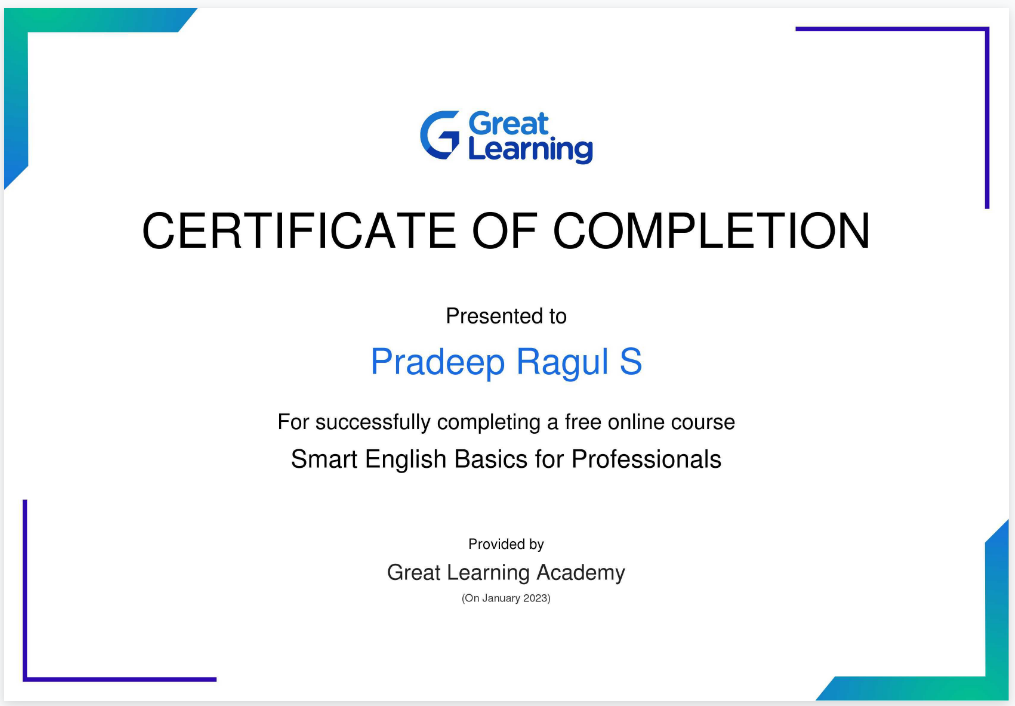 Great
Learning
CERTIFICATE OF COMPLETION
Presented to
Pradeep Ragul S
For successfully completing a free online course
Smart English Basics for Professionals
Provided by
Great Learning Academy
(On January 2023)